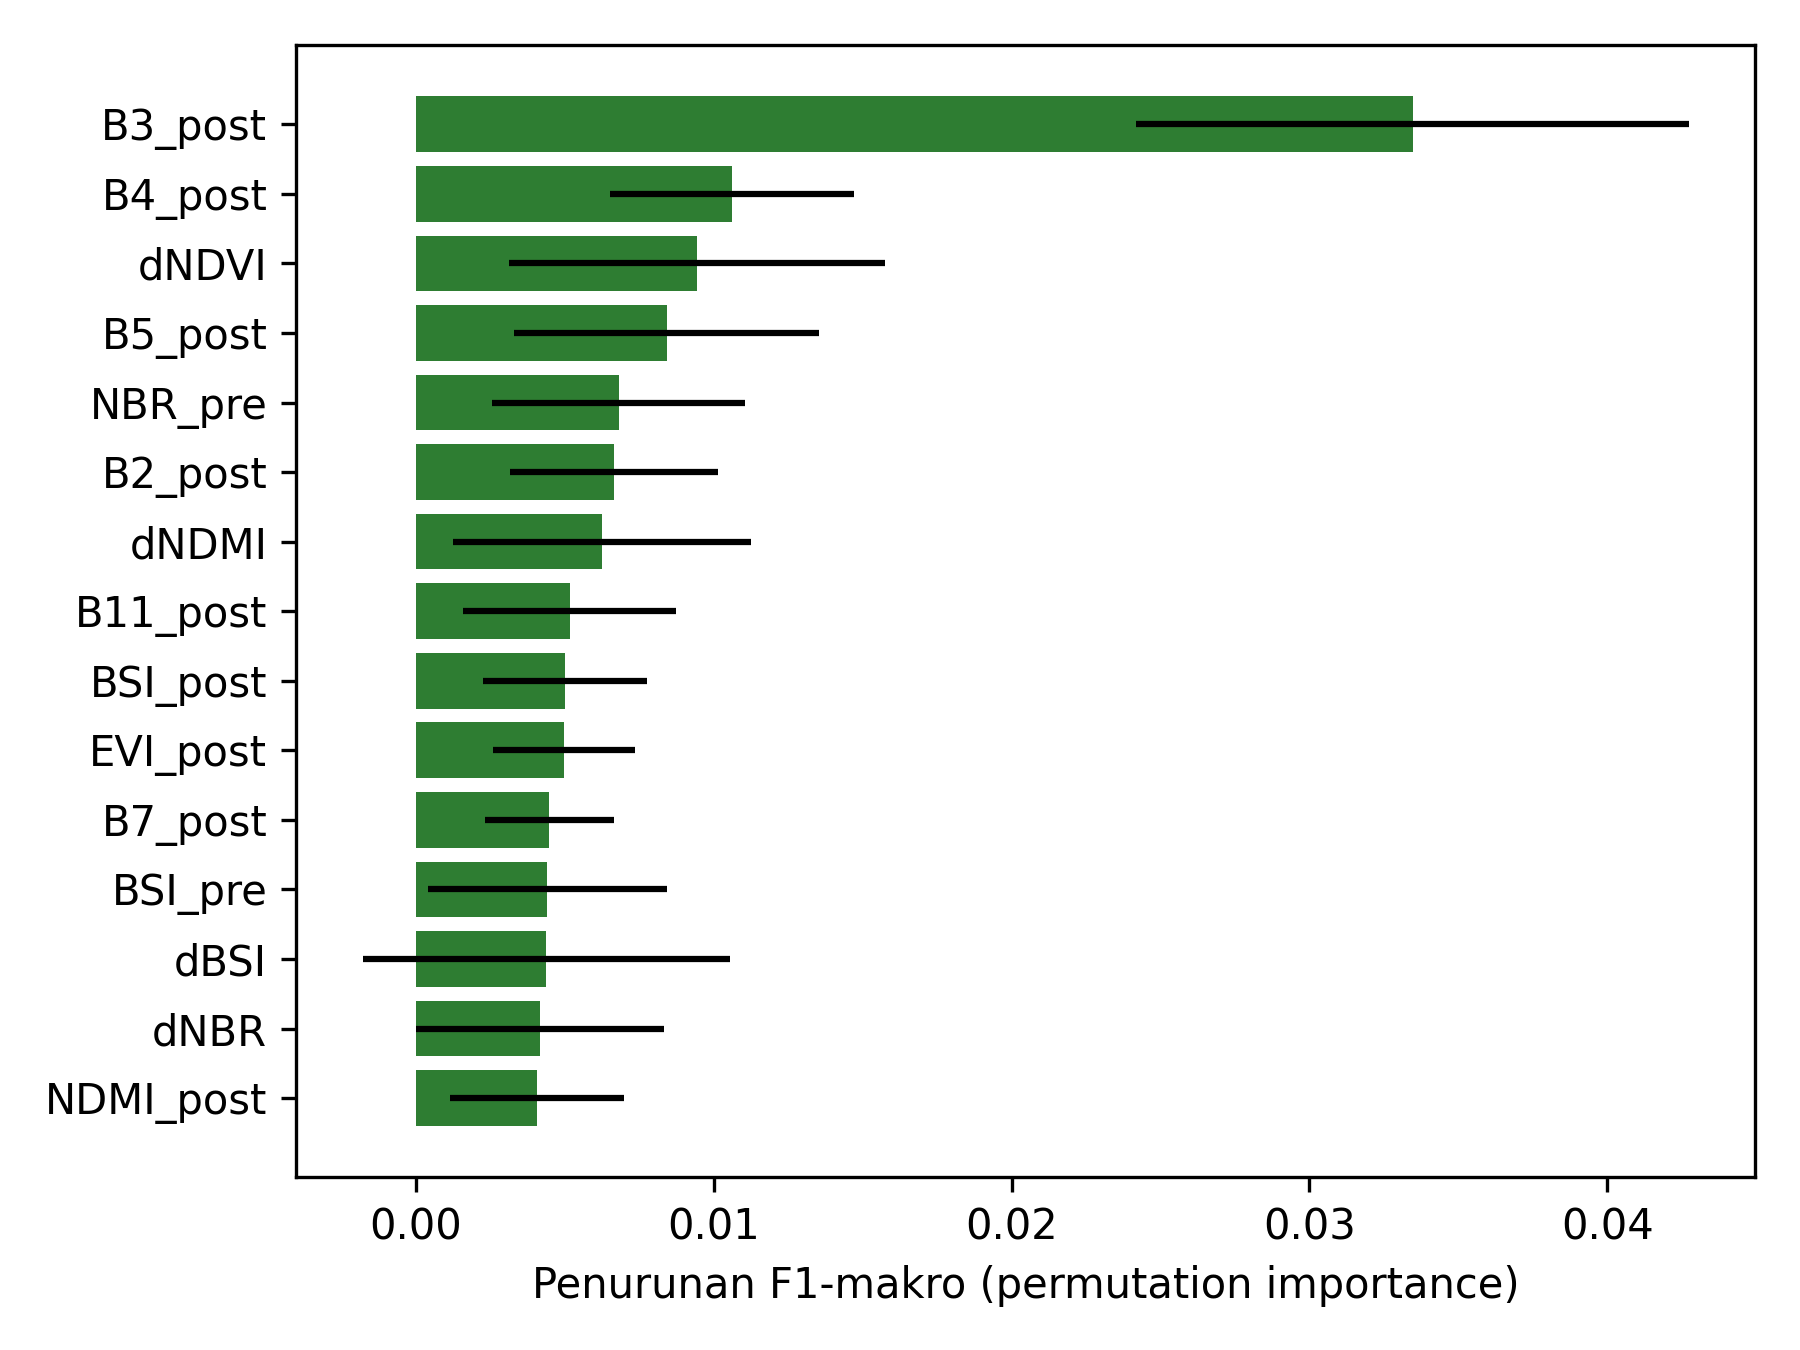 B3_post
B4_post
dNDVI
B5_post
NBR_pre
B2_post
dNDMI
B11_post
BSI_post
EVI_post
B7_post
BSI_pre
dBSI
dNBR
NDMI_post
0.00 0.01 0.02 0.03 0.04
Penurunan F1-makro (permutation importance)